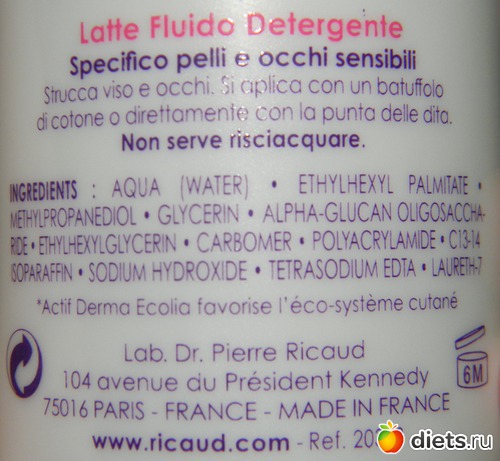 Latte Fluido Detergente
Specifico pelli e occhi sensibili
Strucca viso e occhi. Si applica con un batuffolo
di cotone o direttamente con la punta delle dita.
Non serve risciacquare.
INGREDIENTS : AQUA (WATER) • ETHYLHEXYL PALMITATE •
METHYLPROPANEDIOL • GLYCERIN • ALPHA-GLUCAN OLIGOSACCHA-
RIDE • ETHYLHEXYLGLYCERIN • CARBOMER • POLYACRYLAMIDE • C13-14
ISOPARAFFIN • SODIUM HYDROXIDE • TETRASODIUM EDTA • LAURETH-7
*Actif Derma Ecolia favorise l'éco-système cutané
Lab. Dr. Pierre Ricaud
104 avenue du Président Kennedy
75016 PARIS - FRANCE - MADE IN FRANCE
www.ricaud.com - Ref.
6M
diets.ru